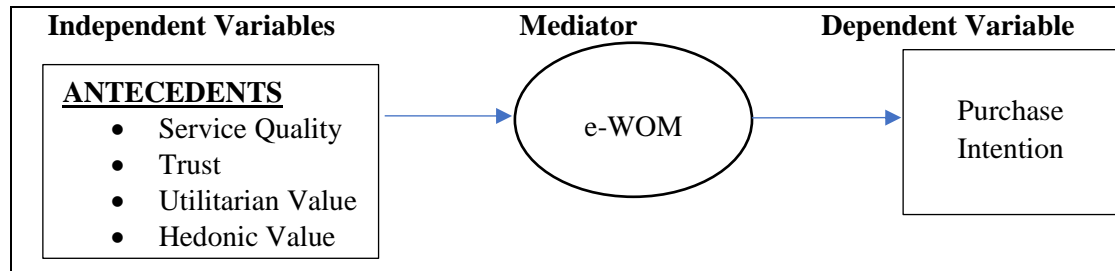 Independent Variables Mediator Dependent Variable
ANTECEDENTS
• Service Quality
• Trust
• Utilitarian Value
• Hedonic Value
e-WOM
Purchase
Intention